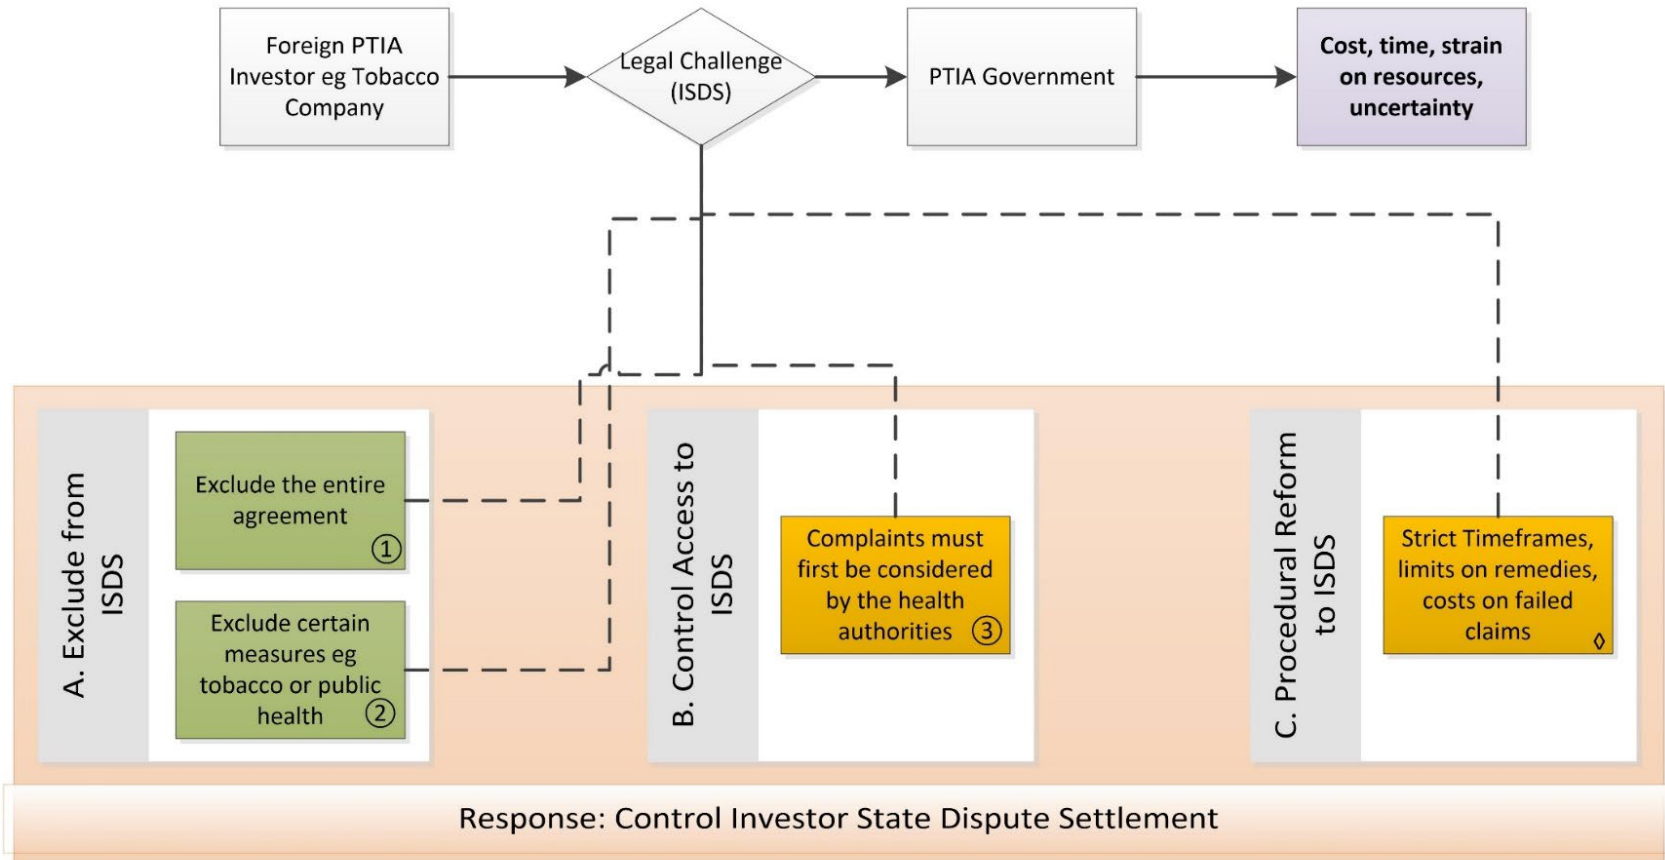 Foreign PTIA
Investor eg Tobacco
Company
Legal Challenge
(ISDS)
PTIA Government
Cost, time, strain
on resources,
uncertainty
A. Exclude from
ISDS
Exclude the entire
agreement
①
Exclude certain
measures eg
tobacco or public
health
②
B. Control Access to
ISDS
Complaints must
first be considered
by the health
authorities
③
C. Procedural Reform
to ISDS
Strict Timeframes,
limits on remedies,
costs on failed
claims
◊
Response: Control Investor State Dispute Settlement